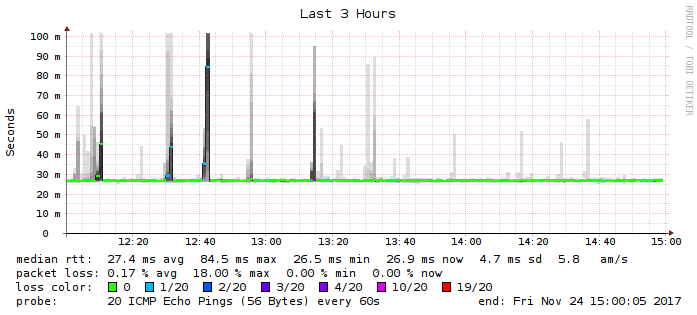 Last 3 Hours
RRDTOOL / TOBI OETIKER
Seconds
100 m
90 m
80 m
70 m
60 m
50 m
40 m
30 m
20 m
10 m
0
12:20 12:40 13:00 13:20 13:40 14:00 14:20 14:40 15:00
median rtt: 27.4 ms avg 84.5 ms max 26.5 ms min 26.9 ms now 4.7 ms sd 5.8 am/s
packet loss: 0.17 % avg 18.00 % max 0.00 % min 0.00 % now
loss color: 0 1/20 2/20 3/20 4/20 10/20 19/20
probe: 20 ICMP Echo Pings (56 Bytes) every 60s end: Fri Nov 24 15:00:05 2017